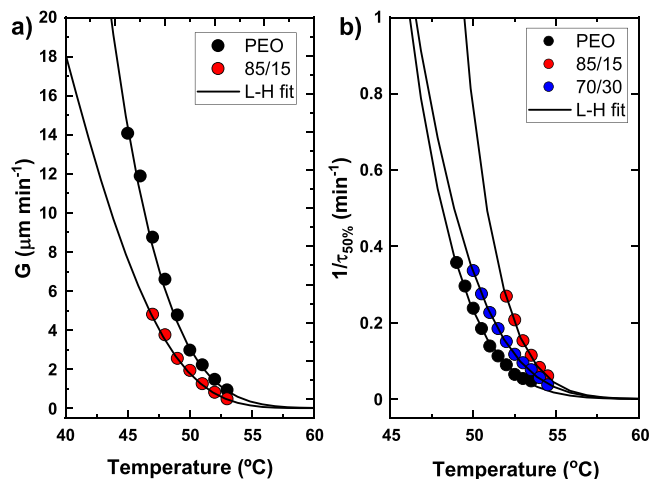 a)
G (μm min⁻¹)
20
18
16
14
12
10
8
6
4
2
0
PEO
85/15
L-H fit
40 45 50 55 60
Temperature (ºC)
b)
1/τ50% (min⁻¹)
1
0.8
0.6
0.4
0.2
0
PEO
85/15
70/30
L-H fit
45 50 55 60
Temperature (ºC)